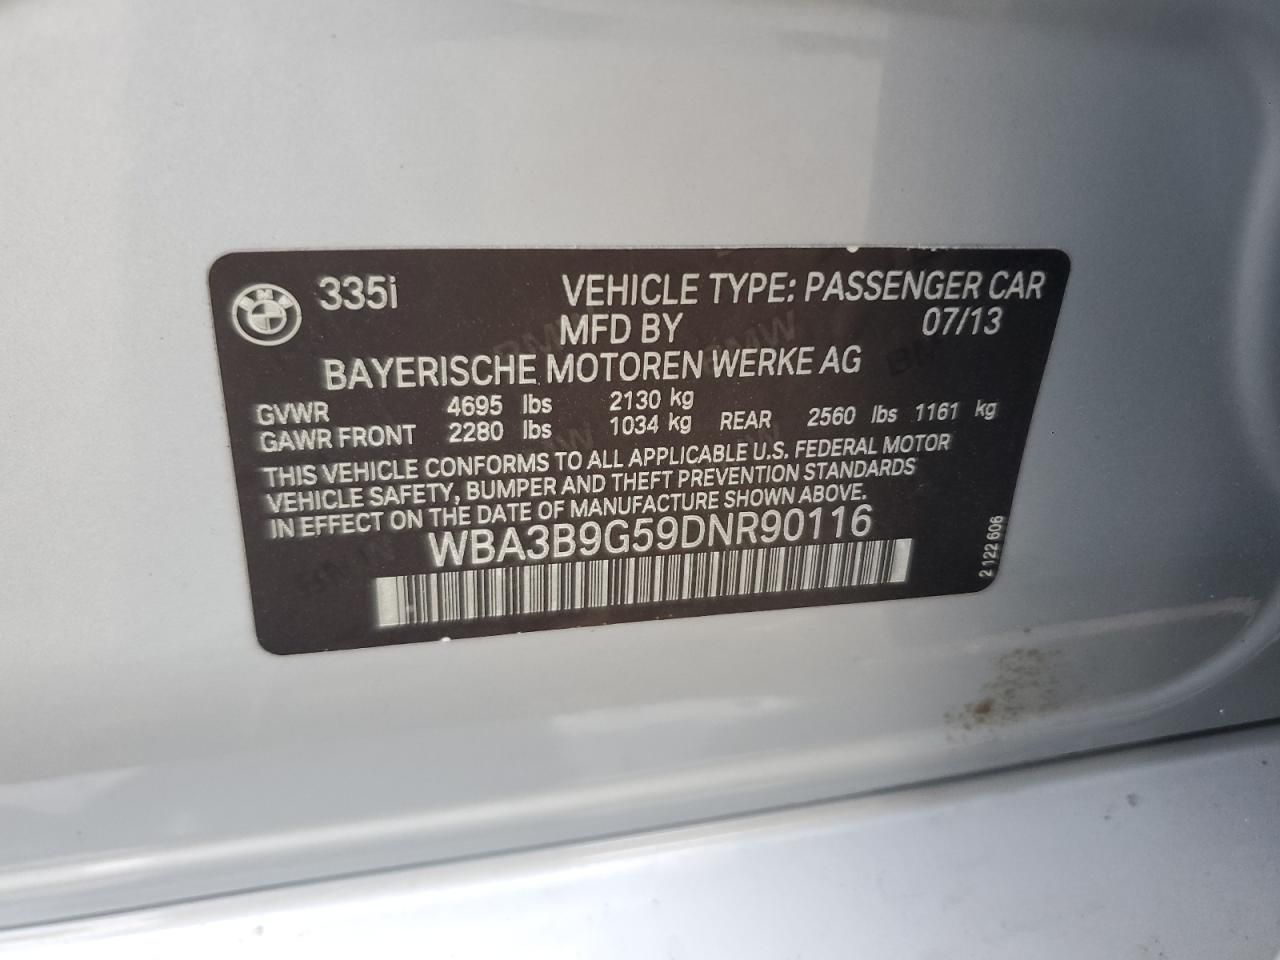 BMW 335i VEHICLE TYPE: PASSENGER CAR
MFD BY 07/13
BAYERISCHE MOTOREN WERKE AG
GVWR 4695 lbs 2130 kg
GAWR FRONT 2280 lbs 1034 kg REAR 2560 lbs 1161 kg
THIS VEHICLE CONFORMS TO ALL APPLICABLE U.S. FEDERAL MOTOR
VEHICLE SAFETY, BUMPER AND THEFT PREVENTION STANDARDS
IN EFFECT ON THE DATE OF MANUFACTURE SHOWN ABOVE.
WBA3B9G59DNR90116
2 122 606